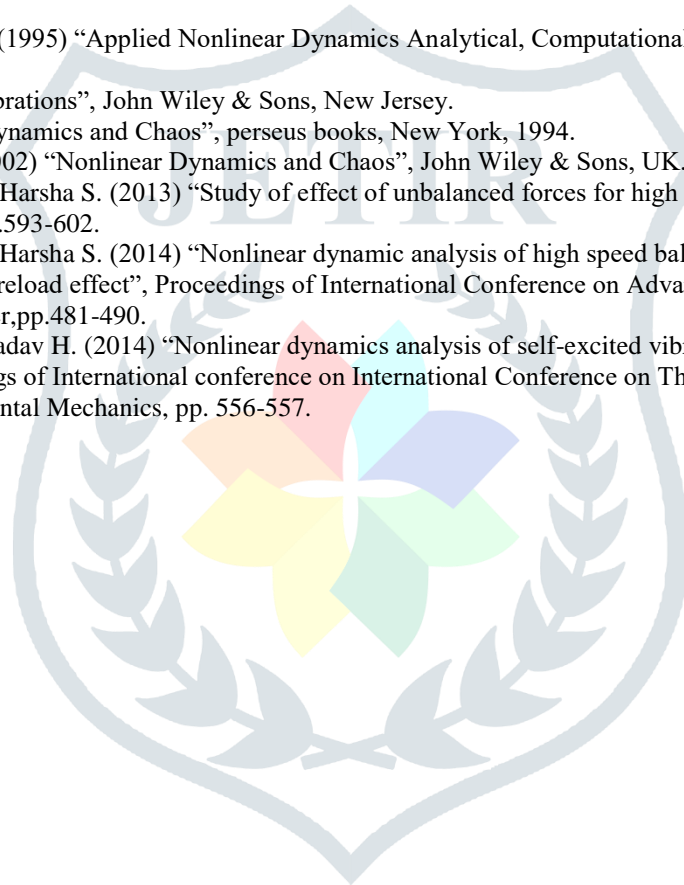 (1995) “Applied Nonlinear Dynamics Analytical, Computational
brations”, John Wiley & Sons, New Jersey.
ynamics and Chaos”, perseus books, New York, 1994.
002) “Nonlinear Dynamics and Chaos”, John Wiley & Sons, UK.
Harsha S. (2013) “Study of effect of unbalanced forces for high
.593-602.
Harsha S. (2014) “Nonlinear dynamic analysis of high speed bal
reload effect”, Proceedings of International Conference on Adva
r,pp.481-490.
adav H. (2014) “Nonlinear dynamics analysis of self-excited vib
gs of International conference on International Conference on Th
ntal Mechanics, pp. 556-557.
JETIR